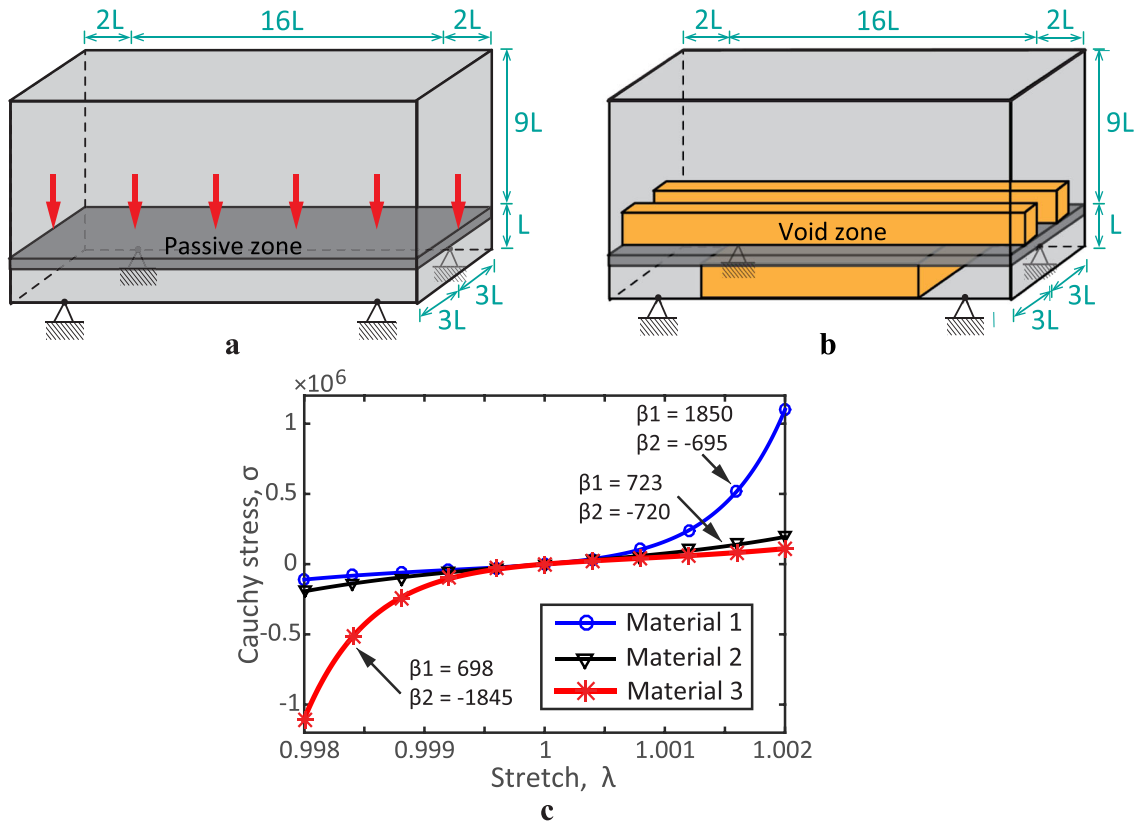 2L 16L 2L
9L
L
Passive zone
3L
3L
a
2L 16L 2L
9L
L
Void zone
3L
3L
b
×10⁶
1
0.5
0
-0.5
-1
Cauchy stress, σ
β1 = 1850
β2 = -695
β1 = 723
β2 = -720
β1 = 698
β2 = -1845
Material 1
Material 2
Material 3
0.998 0.999 1 1.001 1.002
Stretch, λ
c